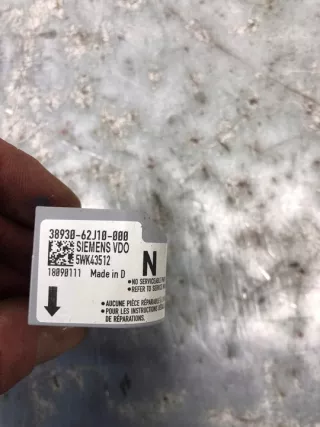 38930-62J10-000
SIEMENS VDO
5WK43512
18090111 Made in D
N
•NO SERVICEABLE
•REFER TO SERVICE
•AUCUNE PIÈCE RÉPARABLE
•POUR LES INSTRUCTIONS
DE RÉPARATIONS.